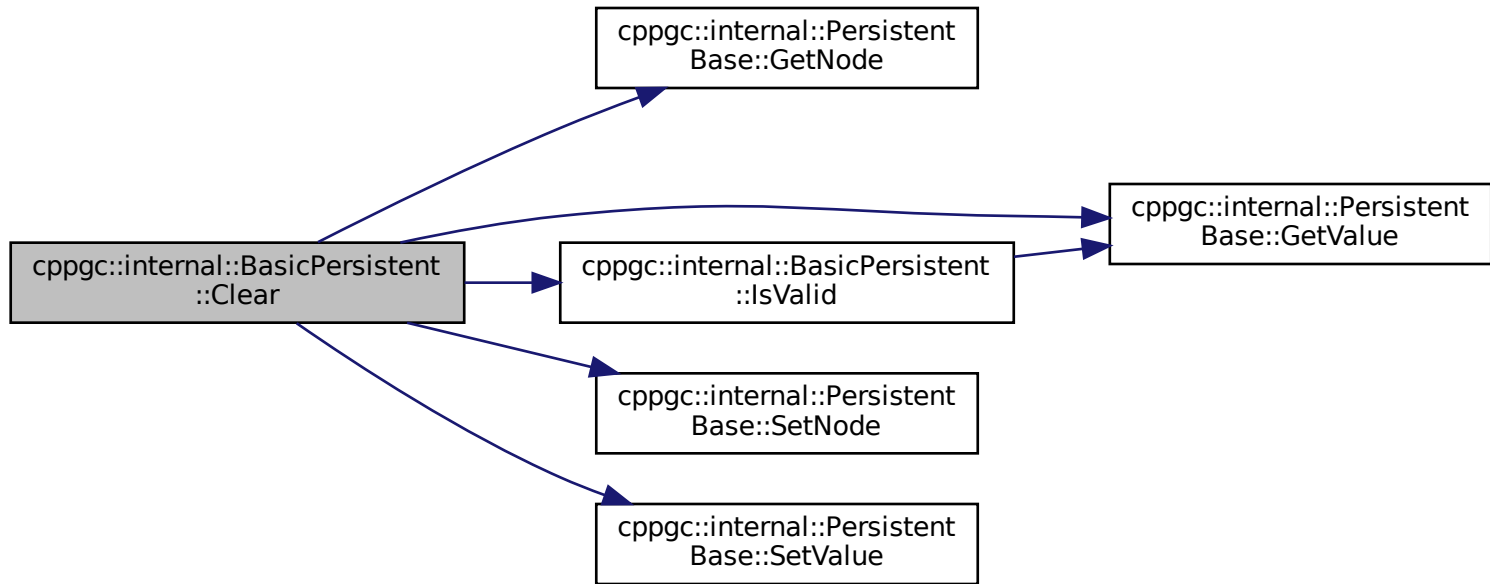 cppgc::internal::Persistent
Base::GetNode
cppgc::internal::Persistent
Base::GetValue
cppgc::internal::BasicPersistent
::Clear
cppgc::internal::BasicPersistent
::IsValid
cppgc::internal::Persistent
Base::SetNode
cppgc::internal::Persistent
Base::SetValue